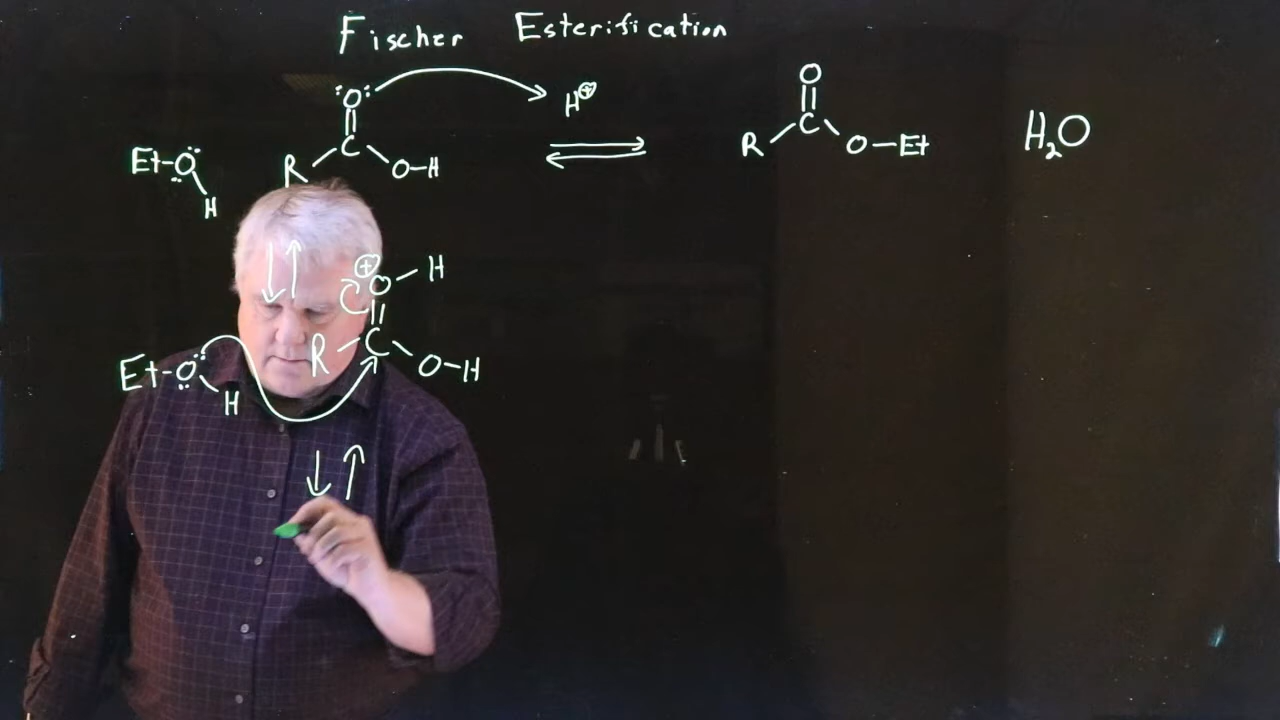 Fischer Esterification
:O: H⊕ O
Et-Ö: C C H₂O
R O-H R O-Et
H
⊕ O-H
R C
Et-Ö: O-H
H